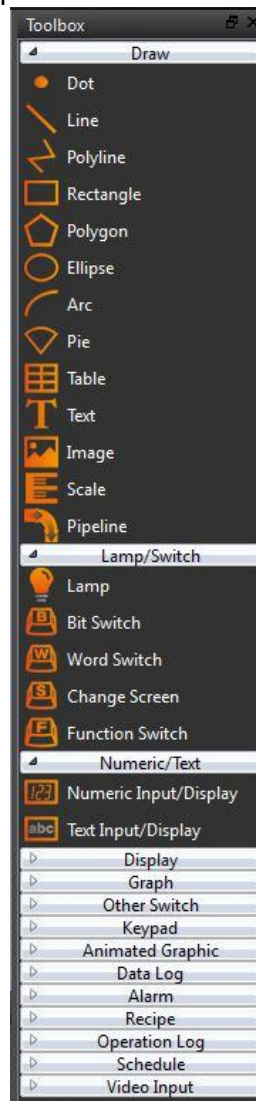 Toolbox
Draw
Dot
Line
Polyline
Rectangle
Polygon
Ellipse
Arc
Pie
Table
T Text
Image
Scale
Pipeline
Lamp/Switch
Lamp
B Bit Switch
W Word Switch
S Change Screen
F Function Switch
Numeric/Text
123 Numeric Input/Display
abc Text Input/Display
Display
Graph
Other Switch
Keypad
Animated Graphic
Data Log
Alarm
Recipe
Operation Log
Schedule
Video Input